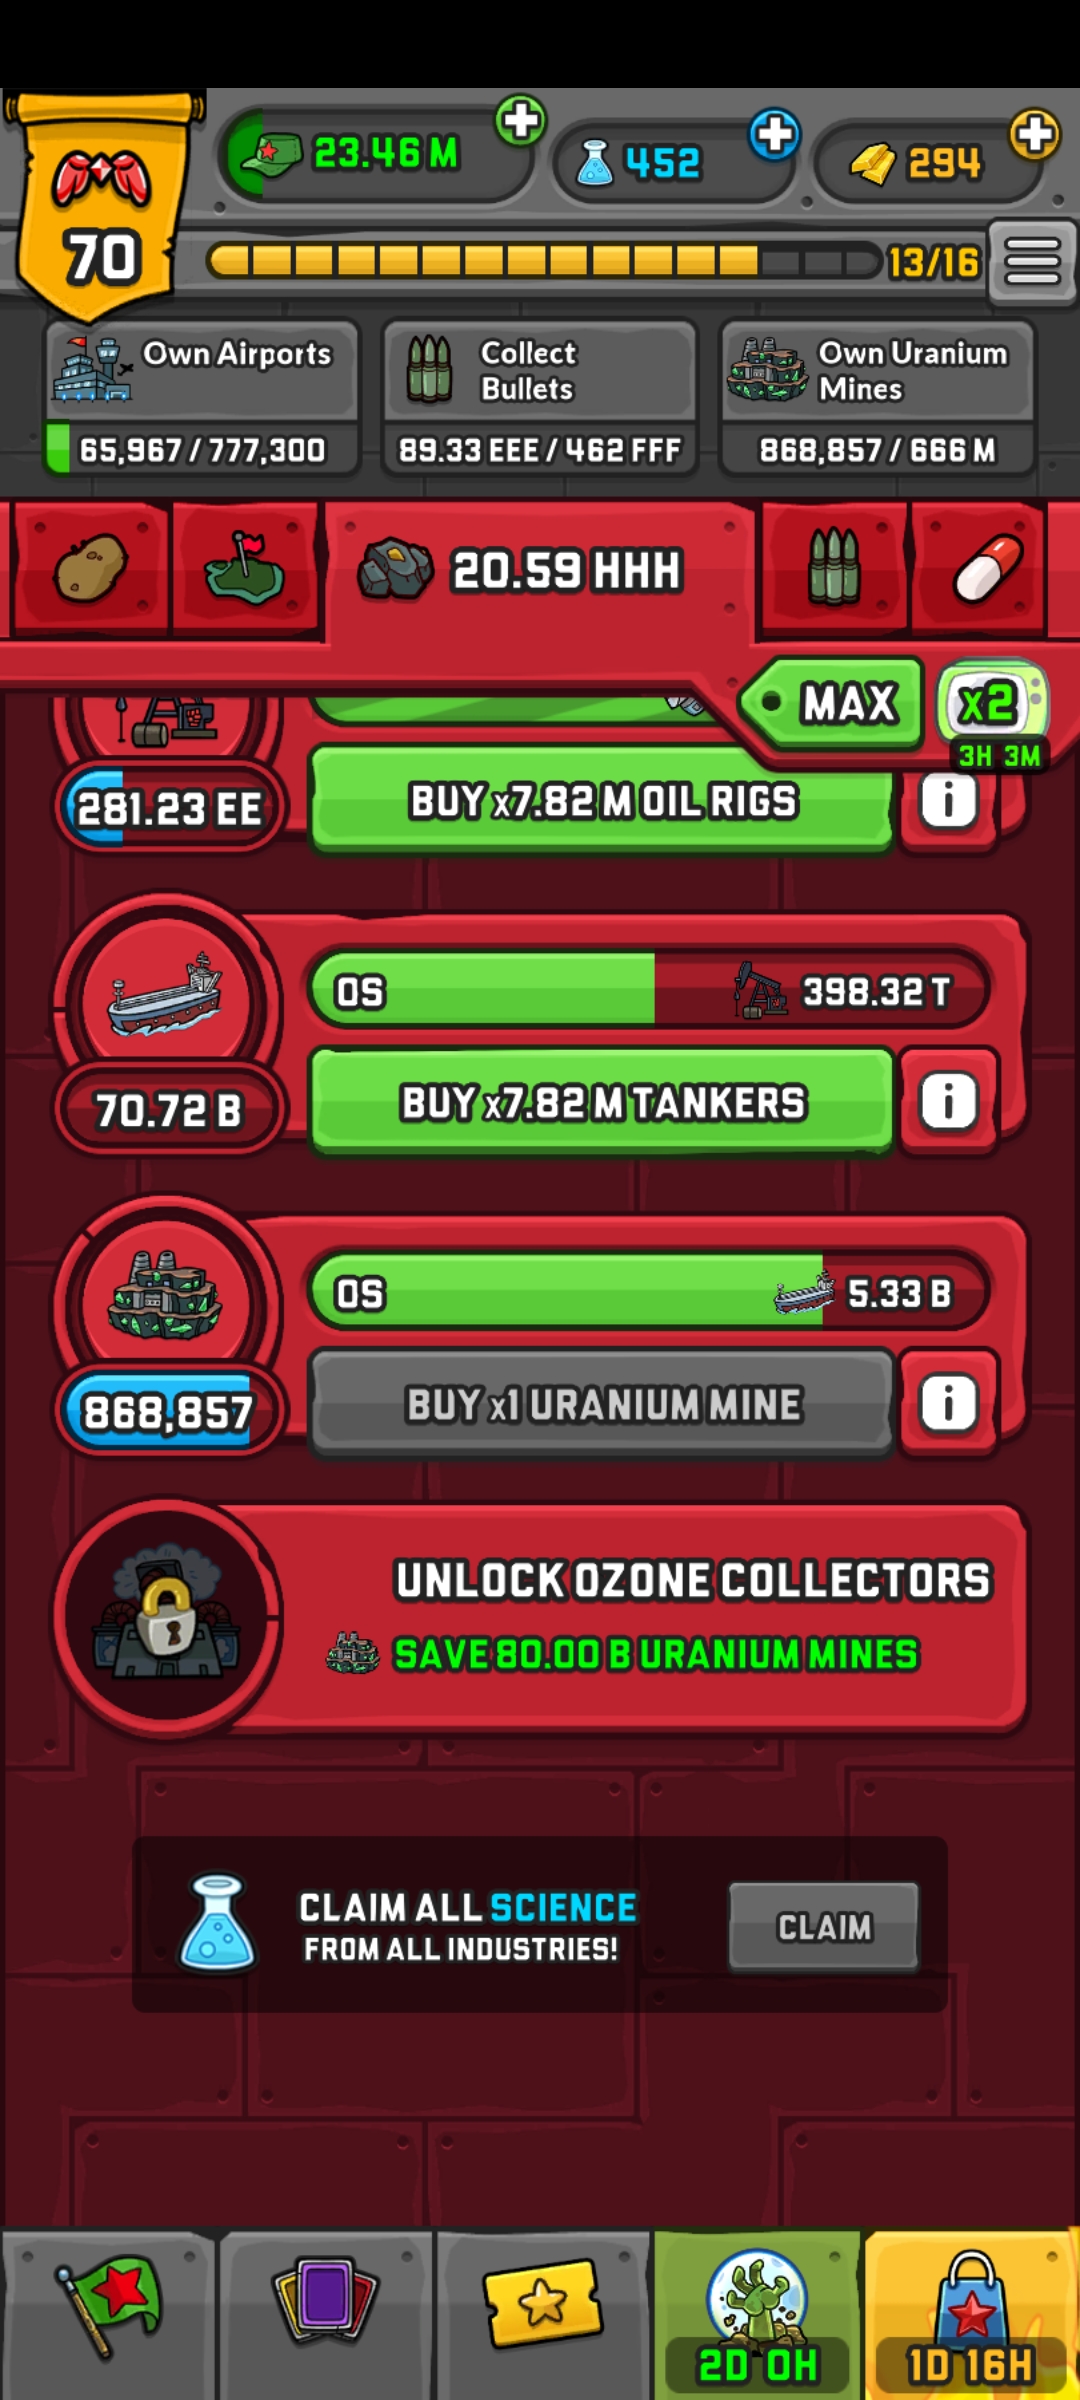 23.46 M
452
294
70
13/16
Own Airports
65,967 / 777,300
Collect
Bullets
89.33 EEE / 462 FFF
Own Uranium
Mines
868,857 / 666 M
20.59 HHH
MAX
x2
3H 3M
281.23 EE
BUY x7.82 M OIL RIGS
i
0S
398.32 T
70.72 B
BUY x7.82 M TANKERS
i
0S
5.33 B
868,857
BUY x1 URANIUM MINE
i
UNLOCK OZONE COLLECTORS
SAVE 80.00 B URANIUM MINES
CLAIM ALL SCIENCE
FROM ALL INDUSTRIES!
CLAIM
2D 0H
1D 16H